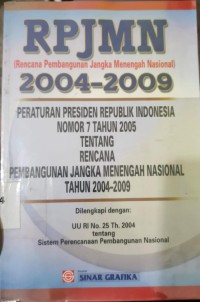 RPJMN
(Rencana Pembangunan Jangka Menengah Nasional)
2004-2009
PERATURAN PRESIDEN REPUBLIK INDONESIA
NOMOR 7 TAHUN 2005
TENTANG
RENCANA
PEMBANGUNAN JANGKA MENENGAH NASIONAL
TAHUN 2004-2009
Dilengkapi dengan:
UU RI No. 25 Th. 2004
tentang
Sistem Perencanaan Pembangunan Nasional
SINAR GRAFIKA